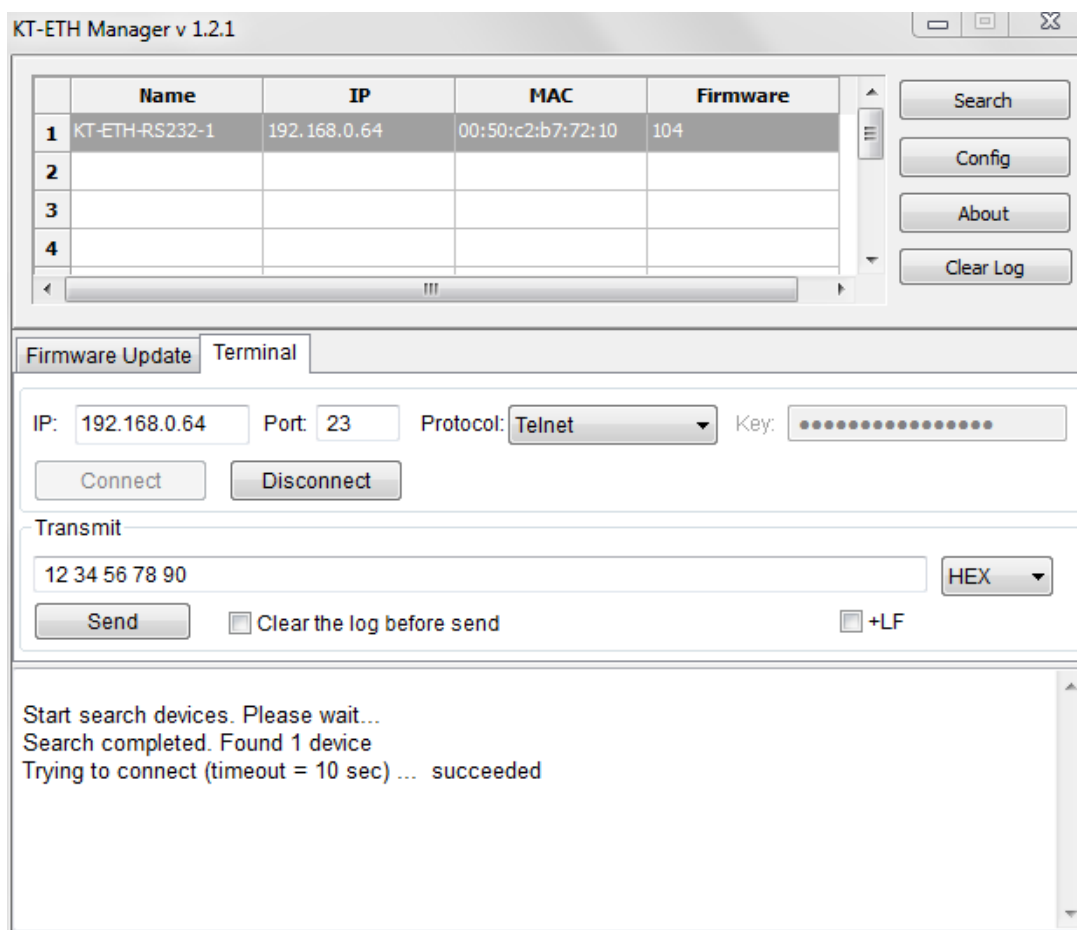 KT-ETH Manager v 1.2.1
Name IP MAC Firmware
1 KT-ETH-RS232-1 192.168.0.64 00:50:c2:b7:72:10 104
2
3
4
Search
Config
About
Clear Log
Firmware Update Terminal
IP: 192.168.0.64 Port: 23 Protocol: Telnet Key: ••••••••••••••••
Connect Disconnect
Transmit
12 34 56 78 90 HEX
Send Clear the log before send +LF
Start search devices. Please wait...
Search completed. Found 1 device
Trying to connect (timeout = 10 sec) ... succeeded